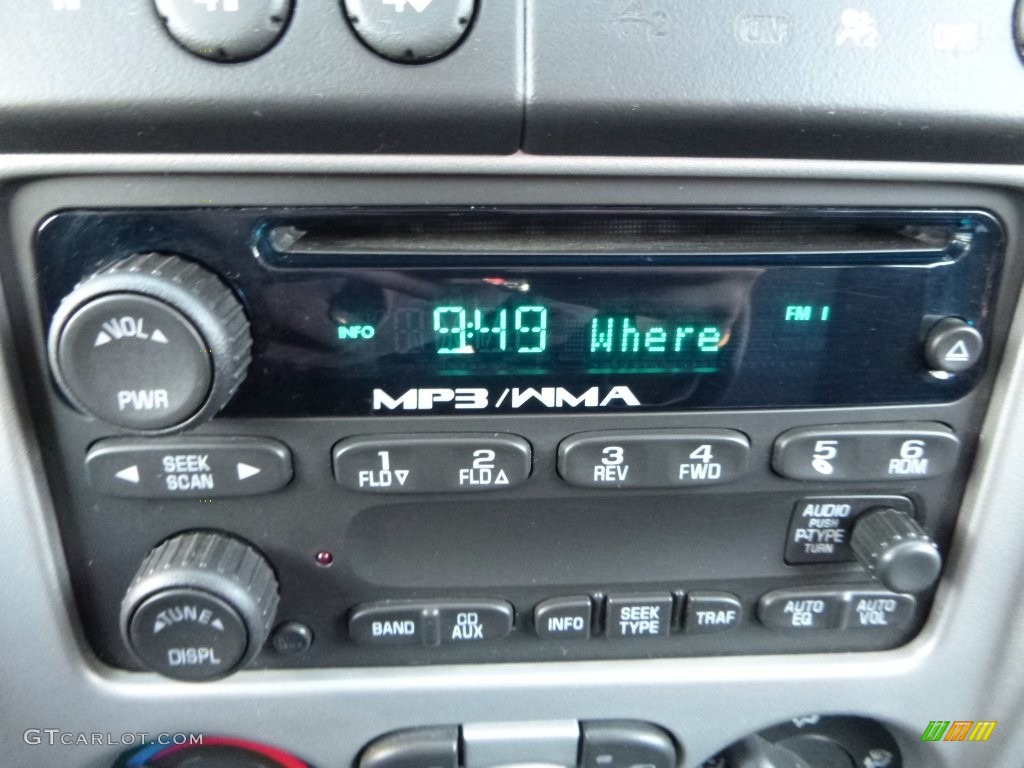 VOL
PWR
INFO
9:49 Where
FM 1
MP3/WMA
SEEK
SCAN
1
FLD
2
FLD
3
REV
4
FWD
5
6
RDM
AUDIO
PUSH
P-TYPE
TURN
TUNE
DISPL
BAND
CD
AUX
INFO
SEEK
TYPE
TRAF
AUTO
EQ
AUTO
VOL
GTCARLOT.COM